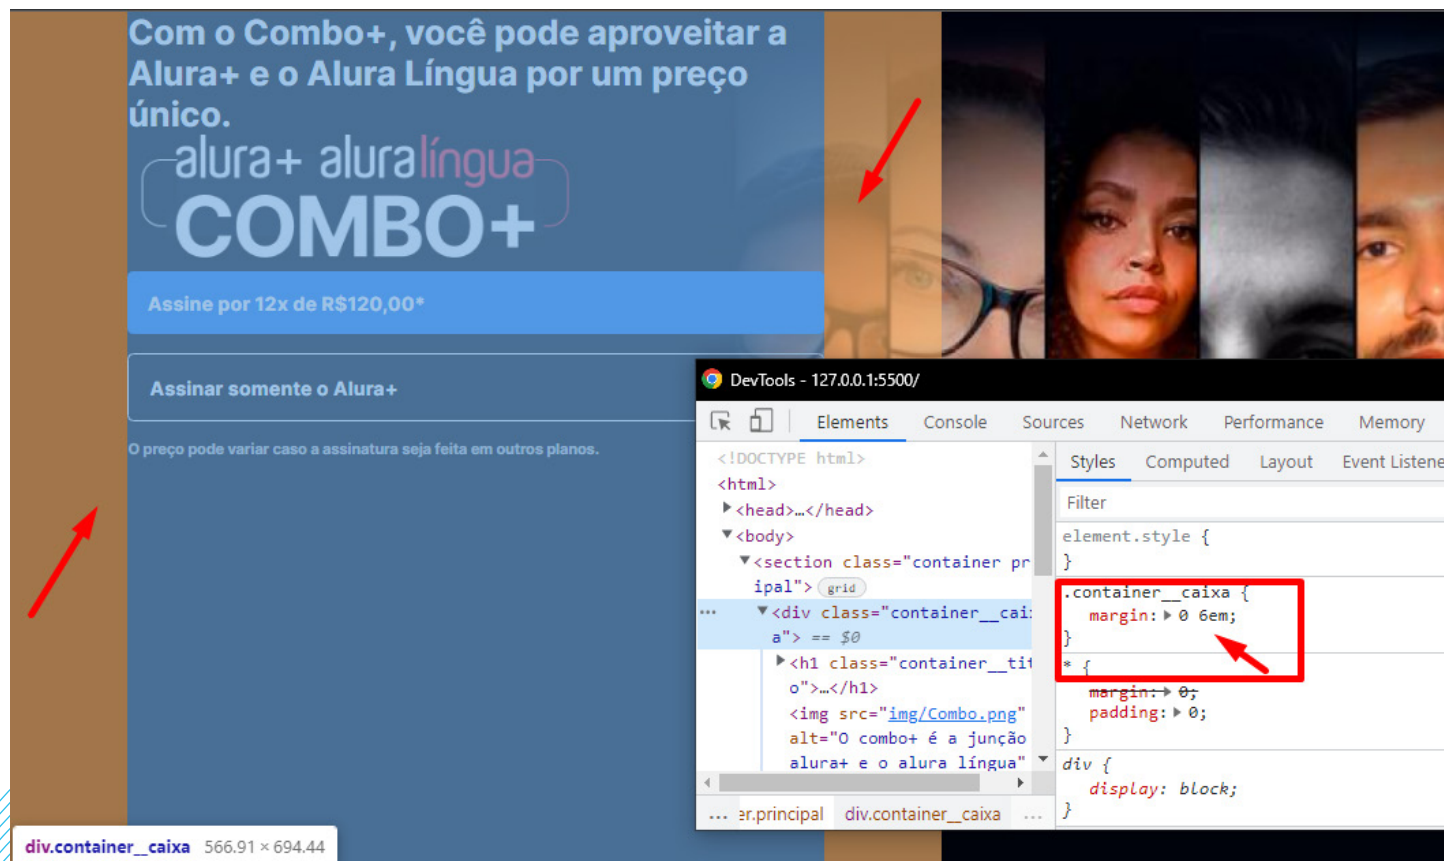 Com o Combo+, você pode aproveitar a
Alura+ e o Alura Língua por um preço
único.
alura+ aluralíngua
COMBO+
Assine por 12x de R$120,00*
Assinar somente o Alura+
O preço pode variar caso a assinatura seja feita em outros planos.
DevTools - 127.0.0.1:5500/
Elements Console Sources Network Performance Memory
<!DOCTYPE html>
<html>
<head>…</head>
<body>
<section class="container pr
ipal"> grid
… <div class="container__cai
a"> == $0
<h1 class="container__tit
o">…</h1>
<img src="img/Combo.png"
alt="O combo+ é a junção
alura+ e o alura língua"
… er.principal div.container__caixa …
Styles Computed Layout Event Listene
Filter
element.style {
}
.container__caixa {
margin: 0 6em;
}
* {
margin: 0;
padding: 0;
}
div {
display: block;
}
div.container__caixa 566.91 × 694.44